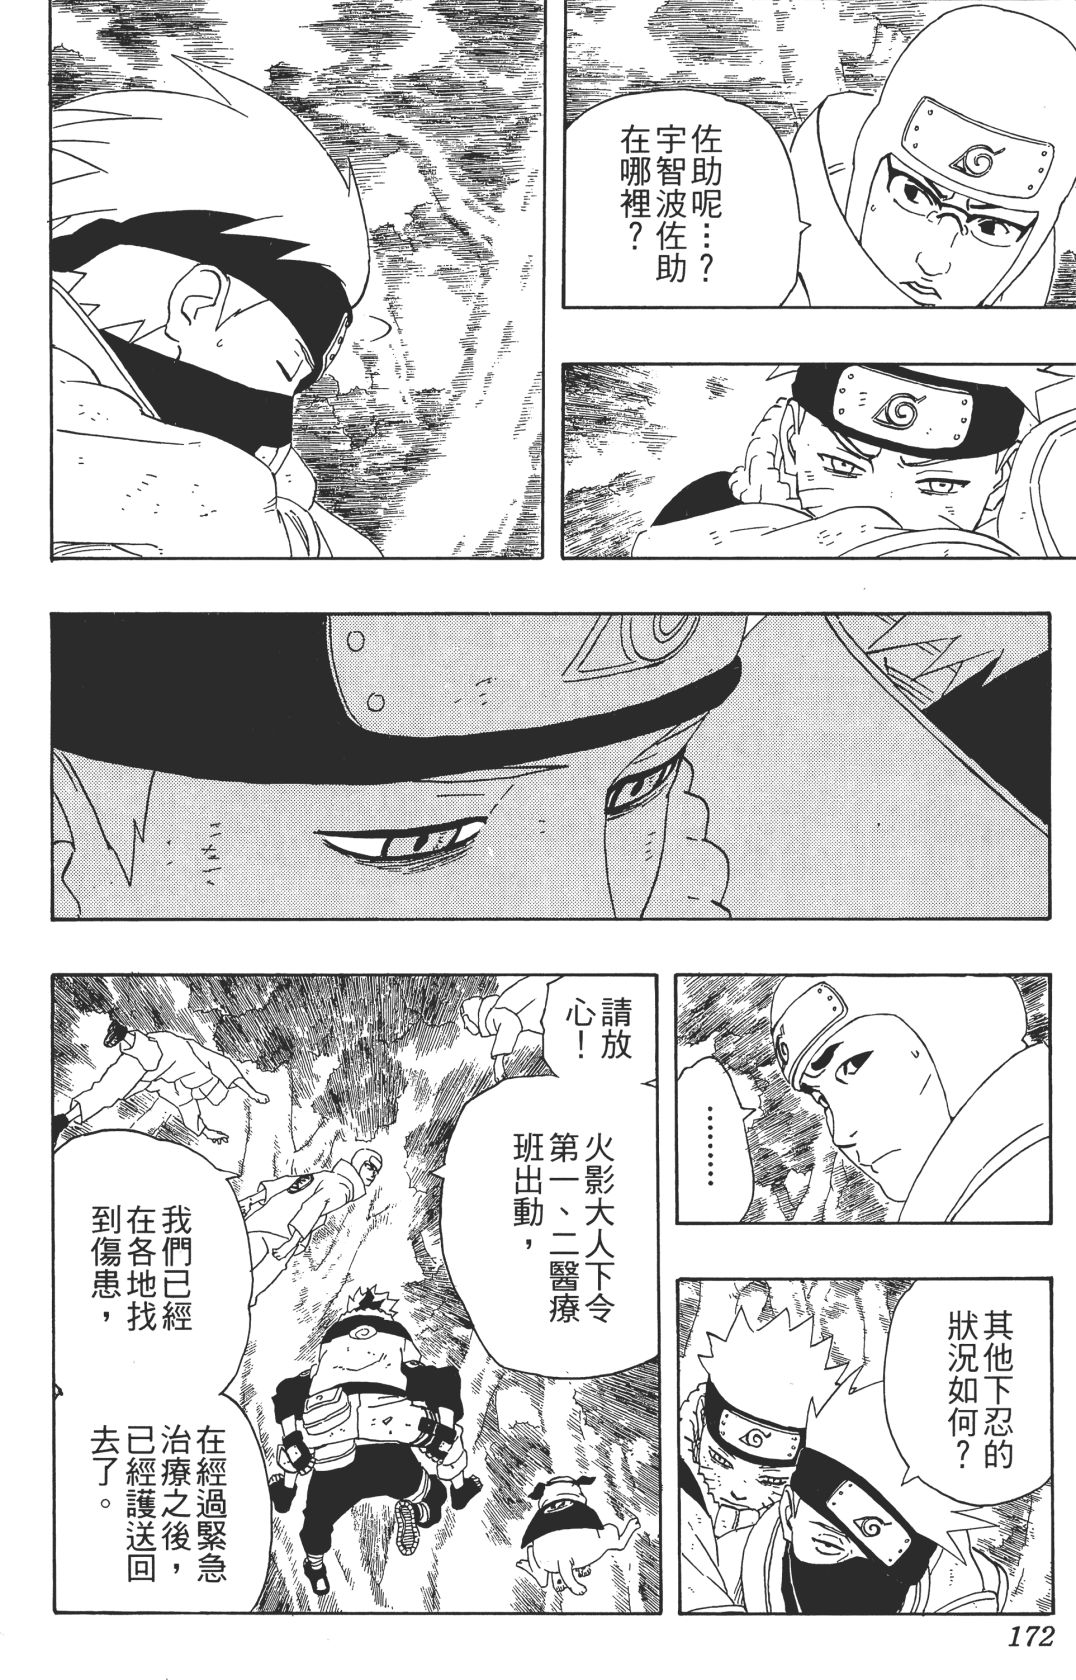 佐助呢…?
宇智波佐助
在哪裡?
………
其他下忍的
狀況如何?
請放
心!
火影大人下令
第一、二醫療
班出動,
我們已經
在各地找
到傷患,
在經過緊急
治療之後,
已經護送回
去了。
172